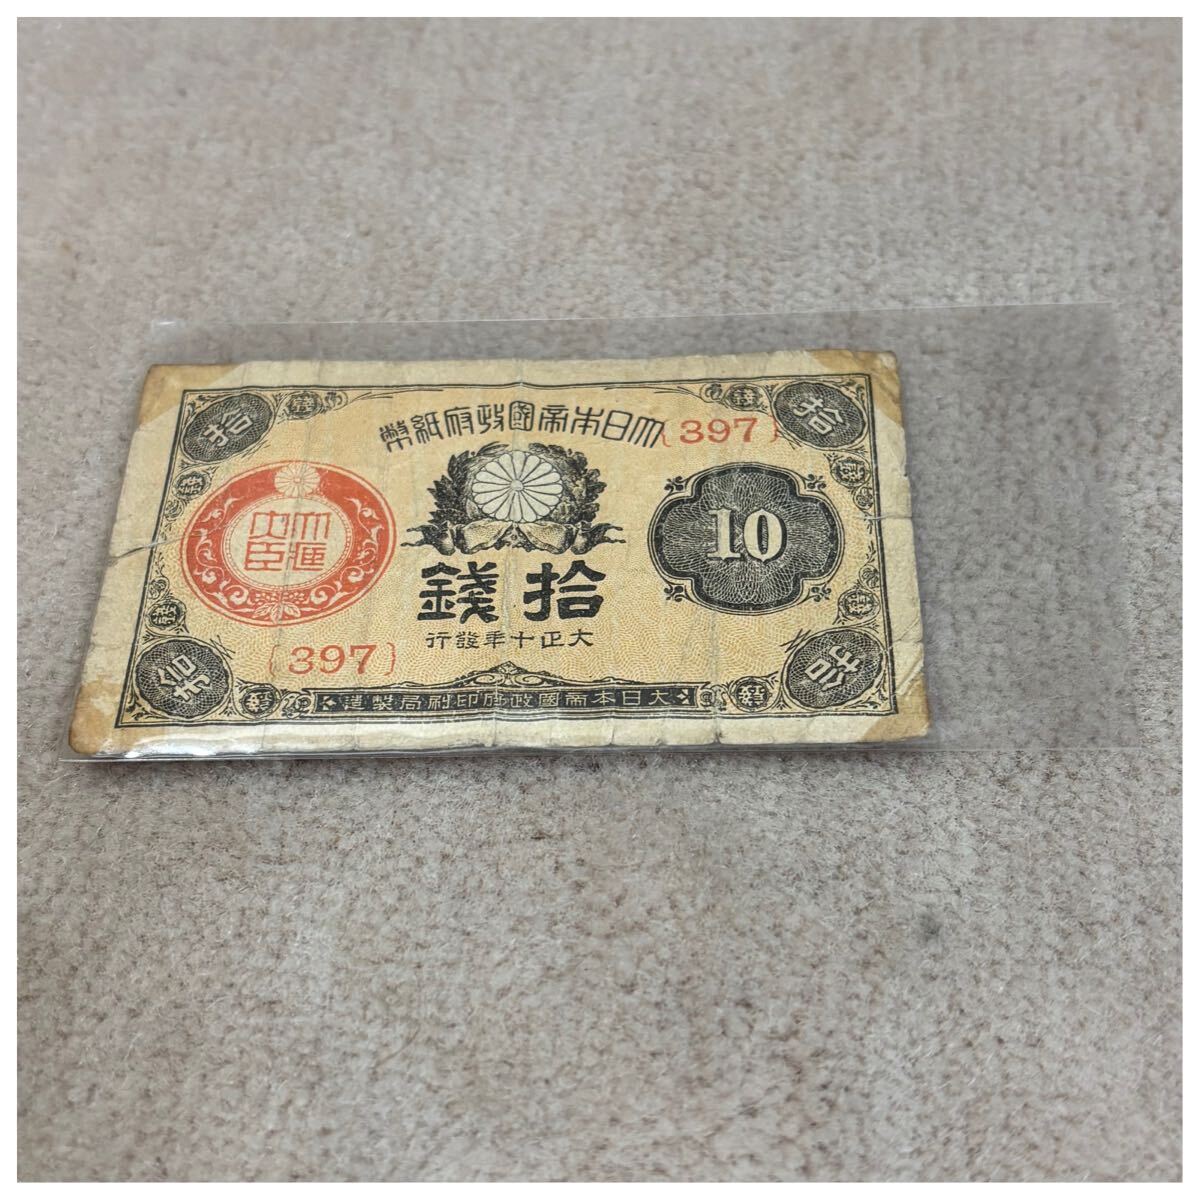 大日本帝國政府紙幣
{397}
拾
錢
拾
錢
大藏
大臣
10
拾錢
大正十年發行
{397}
大日本帝國政府印刷局製造